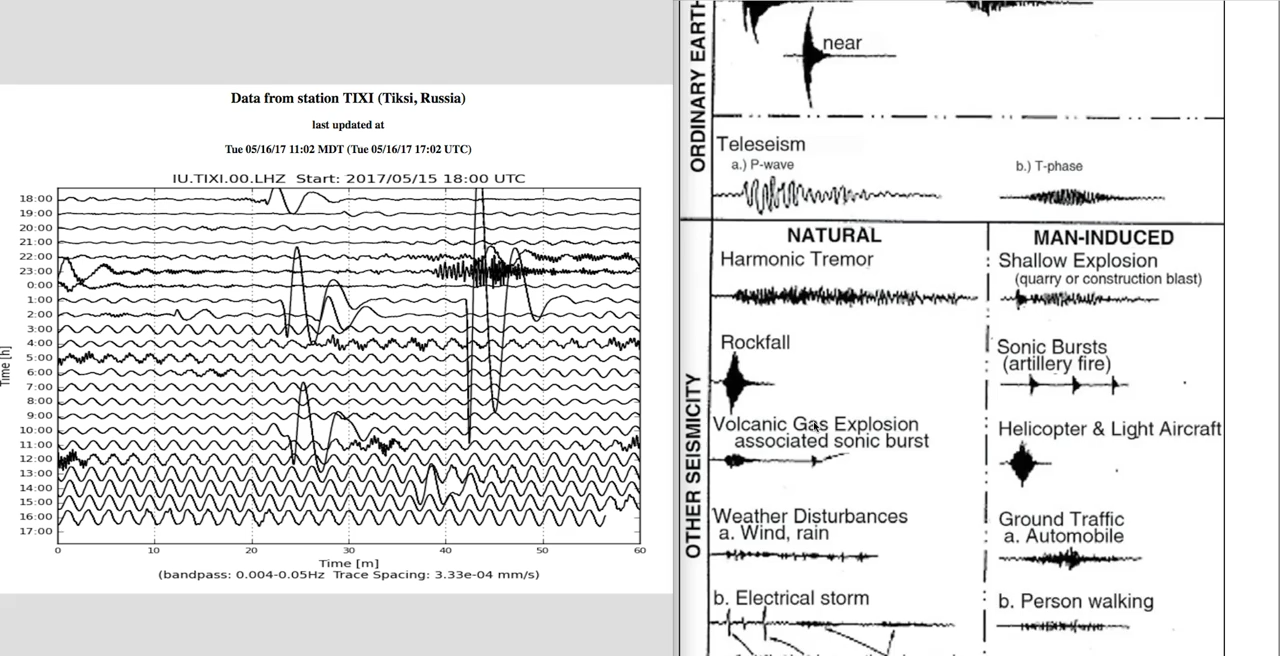 Data from station TIXI (Tiksi, Russia)
last updated at
Tue 05/16/17 11:02 MDT (Tue 05/16/17 17:02 UTC)
IU.TIXI.00.LHZ Start: 2017/05/15 18:00 UTC
18:00
19:00
20:00
21:00
22:00
23:00
0:00
1:00
2:00
3:00
4:00
5:00
6:00
7:00
8:00
9:00
10:00
11:00
12:00
13:00
14:00
15:00
16:00
17:00
Time [h]
0 10 20 30 40 50 60
Time [m]
(bandpass: 0.004-0.05Hz Trace Spacing: 3.33e-04 mm/s)
ORDINARY EARTH
near
Teleseism
a.) P-wave
b.) T-phase
OTHER SEISMICITY
NATURAL
Harmonic Tremor
Rockfall
Volcanic Gas Explosion
associated sonic burst
Weather Disturbances
a. Wind, rain
b. Electrical storm
MAN-INDUCED
Shallow Explosion
(quarry or construction blast)
Sonic Bursts
(artillery fire)
Helicopter & Light Aircraft
Ground Traffic
a. Automobile
b. Person walking